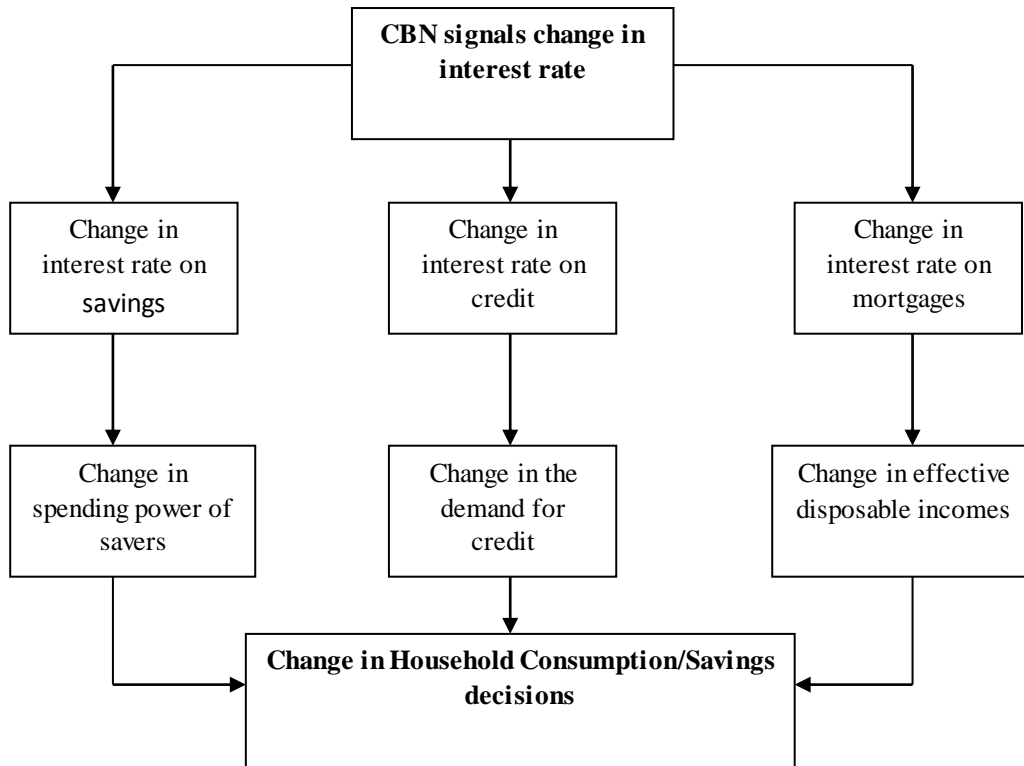 CBN signals change in
interest rate
Change in
interest rate on
savings
Change in
interest rate on
credit
Change in
interest rate on
mortgages
Change in
spending power of
savers
Change in the
demand for
credit
Change in effective
disposable incomes
Change in Household Consumption/Savings
decisions